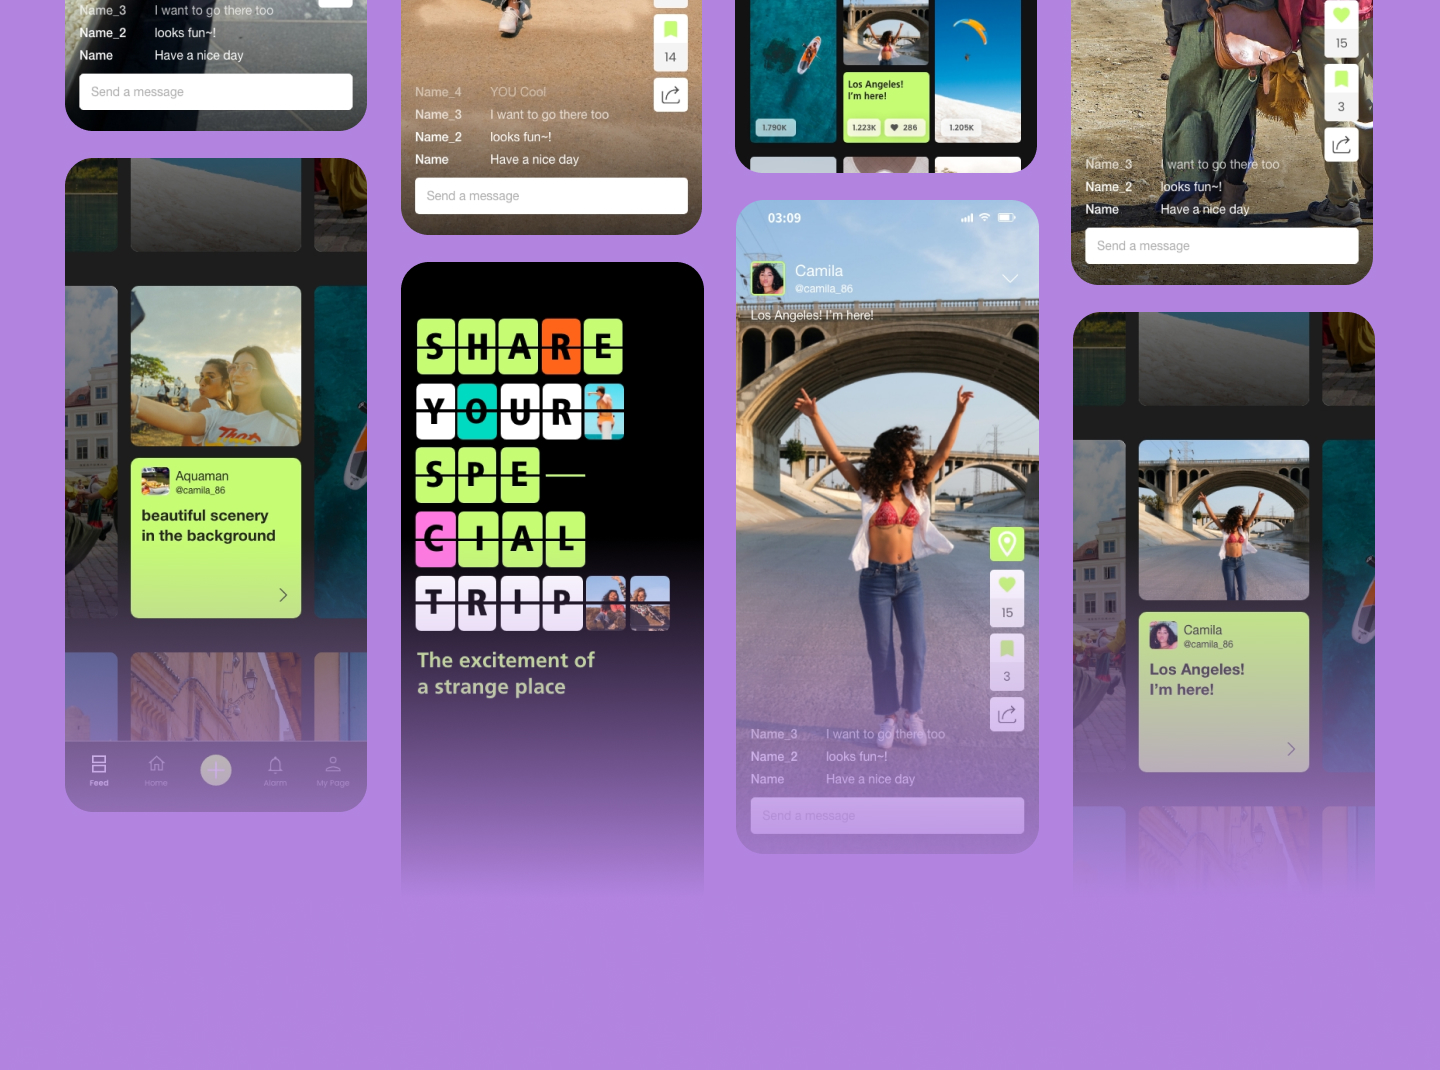 Name_3 I want to go there too
Name_2 looks fun~!
Name Have a nice day
Send a message
That
Aquaman
@camila_86
beautiful scenery
in the background
Feed
Home
Alarm
My Page
14
Name_4 YOU Cool
Name_3 I want to go there too
Name_2 looks fun~!
Name Have a nice day
Send a message
SHARE
YOUR
SPE
CIAL
TRIP
The excitement of
a strange place
Los Angeles!
I'm here!
1.790K
1.223K
286
1.205K
03:09
Camila
@camila_86
Los Angeles! I'm here!
15
3
Name_3 I want to go there too
Name_2 looks fun~!
Name Have a nice day
Send a message
15
3
Name_3 I want to go there too
Name_2 looks fun~!
Name Have a nice day
Send a message
Camila
@camila_86
Los Angeles!
I'm here!